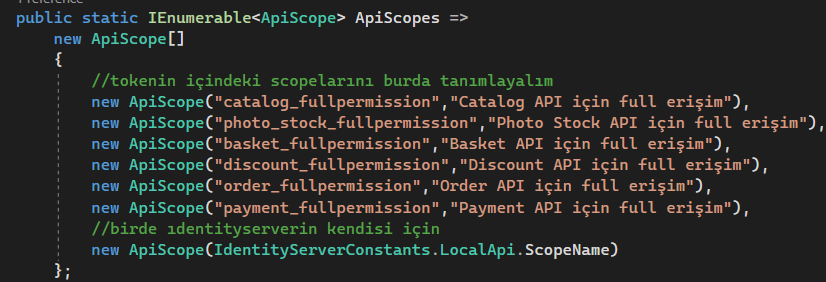 public static IEnumerable<ApiScope> ApiScopes =>
new ApiScope[]
{
//tokenin içindeki scopelarını burda tanımlayalım
new ApiScope("catalog_fullpermission","Catalog API için full erişim"),
new ApiScope("photo_stock_fullpermission","Photo Stock API için full erişim"),
new ApiScope("basket_fullpermission","Basket API için full erişim"),
new ApiScope("discount_fullpermission","Discount API için full erişim"),
new ApiScope("order_fullpermission","Order API için full erişim"),
new ApiScope("payment_fullpermission","Payment API için full erişim"),
//birde ıdentityserverin kendisi için
new ApiScope(IdentityServerConstants.LocalApi.ScopeName)
};